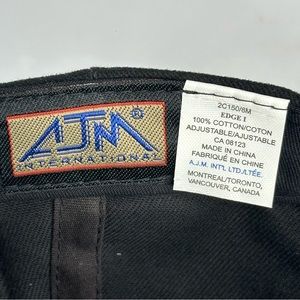 AJM®
INTERNATIONAL
2C150/8M
EDGE I
100% COTTON/COTON
ADJUSTABLE/AJUSTABLE
CA 08123
MADE IN CHINA
FABRIQUÉ EN CHINE
A.J.M. INT'L LTD./LTÉE.
MONTREAL/TORONTO,
VANCOUVER, CANADA